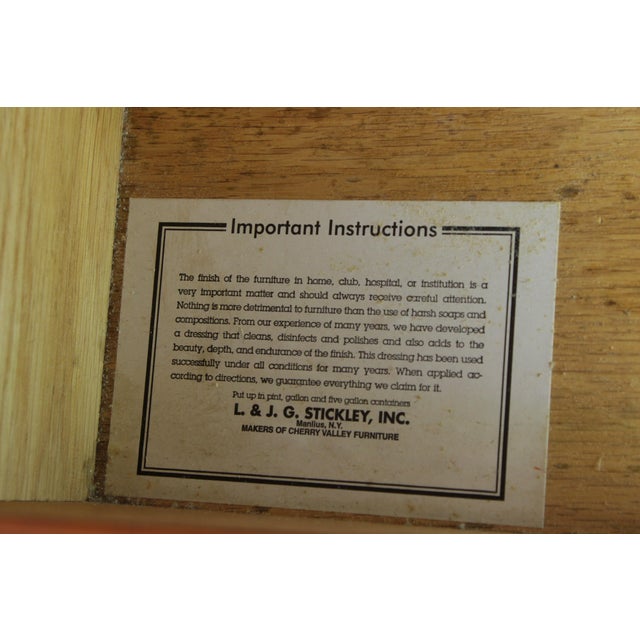 Important Instructions
The finish of the furniture in home, club, hospital, or institution is a
very important matter and should always receive careful attention.
Nothing is more detrimental to furniture than the use of harsh soaps and
compositions. From our experience of many years, we have developed
a dressing that cleans, disinfects and polishes and also adds to the
beauty, depth, and endurance of the finish. This dressing has been used
successfully under all conditions for many years. When applied ac-
cording to directions, we guarantee everything we claim for it.
Put up in pint, gallon and five gallon containers
L. & J. G. STICKLEY, INC.
Manlius, N.Y.
MAKERS OF CHERRY VALLEY FURNITURE